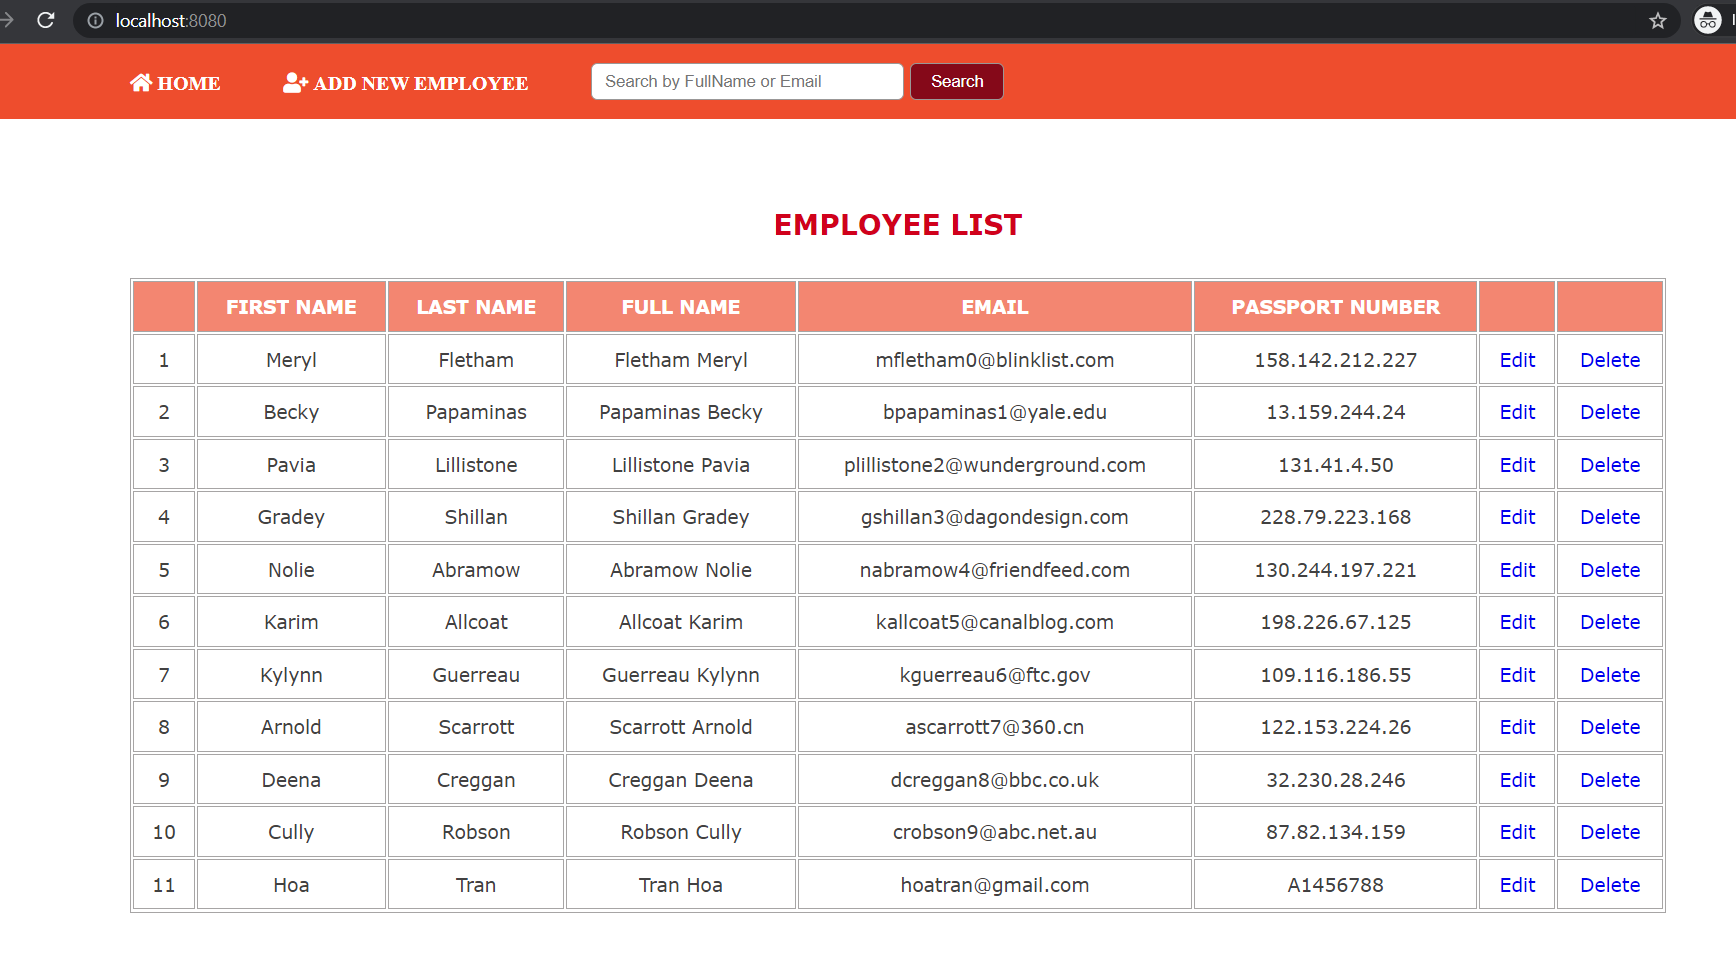 localhost:8080
HOME ADD NEW EMPLOYEE Search by FullName or Email Search
EMPLOYEE LIST
FIRST NAME LAST NAME FULL NAME EMAIL PASSPORT NUMBER
1 Meryl Fletham Fletham Meryl mfletham0@blinklist.com 158.142.212.227 Edit Delete
2 Becky Papaminas Papaminas Becky bpapaminas1@yale.edu 13.159.244.24 Edit Delete
3 Pavia Lillistone Lillistone Pavia plillistone2@wunderground.com 131.41.4.50 Edit Delete
4 Gradey Shillan Shillan Gradey gshillan3@dagondesign.com 228.79.223.168 Edit Delete
5 Nolie Abramow Abramow Nolie nabramow4@friendfeed.com 130.244.197.221 Edit Delete
6 Karim Allcoat Allcoat Karim kallcoat5@canalblog.com 198.226.67.125 Edit Delete
7 Kylynn Guerreau Guerreau Kylynn kguerreau6@ftc.gov 109.116.186.55 Edit Delete
8 Arnold Scarrott Scarrott Arnold ascarrott7@360.cn 122.153.224.26 Edit Delete
9 Deena Creggan Creggan Deena dcreggan8@bbc.co.uk 32.230.28.246 Edit Delete
10 Cully Robson Robson Cully crobson9@abc.net.au 87.82.134.159 Edit Delete
11 Hoa Tran Tran Hoa hoatran@gmail.com A1456788 Edit Delete